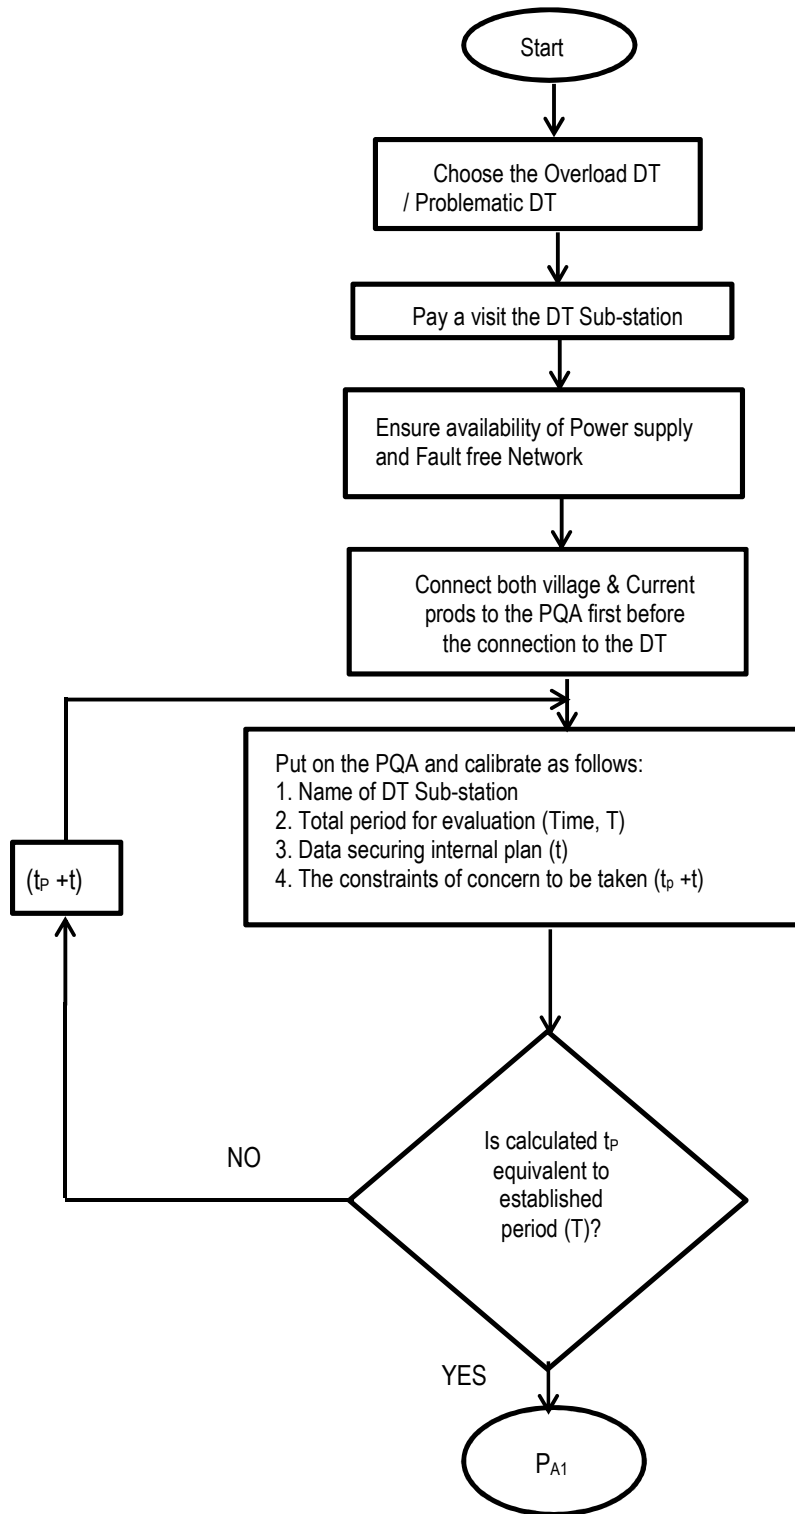 Start
Choose the Overload DT
/ Problematic DT
Pay a visit the DT Sub-station
Ensure availability of Power supply
and Fault free Network
Connect both village & Current
prods to the PQA first before
the connection to the DT
Put on the PQA and calibrate as follows:
1. Name of DT Sub-station
2. Total period for evaluation (Time, T)
3. Data securing internal plan (t)
4. The constraints of concern to be taken (tp +t)
(tP +t)
Is calculated tP
equivalent to
established
period (T)?
NO
YES
PA1